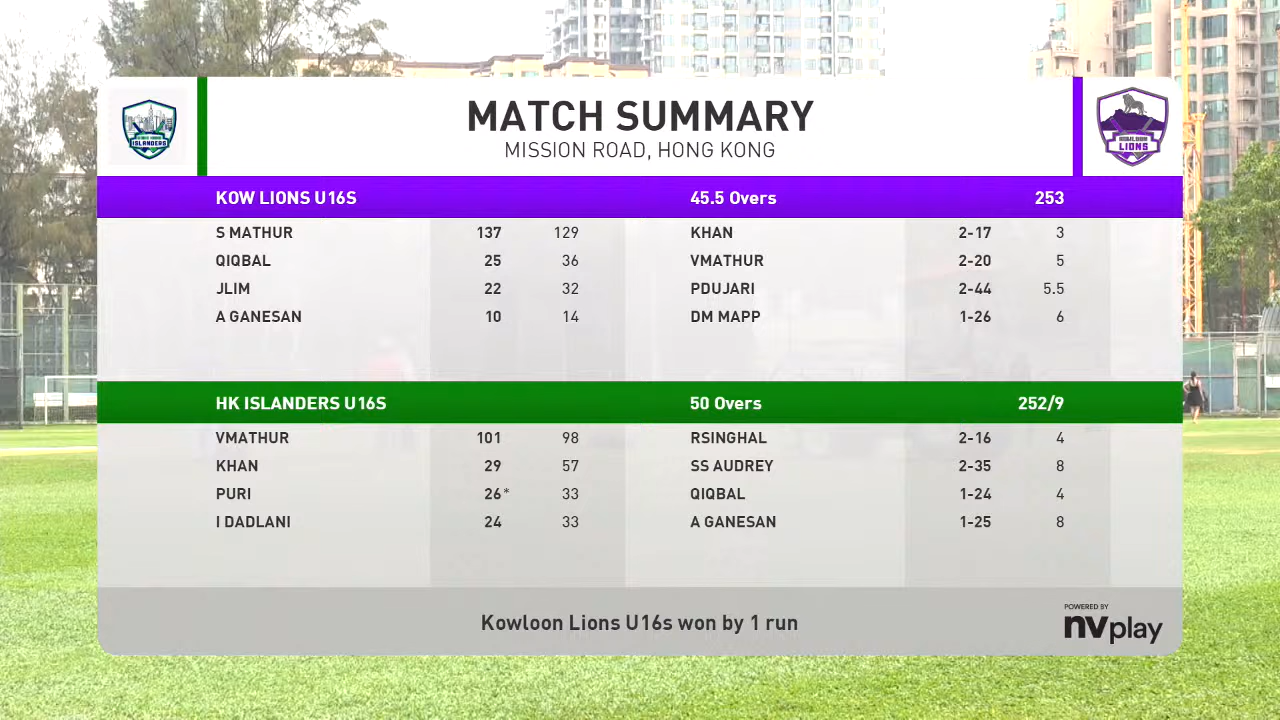 MATCH SUMMARY
MISSION ROAD, HONG KONG
ISLANDERS
LIONS
KOW LIONS U16S 45.5 Overs 253
S MATHUR 137 129 KHAN 2-17 3
QIQBAL 25 36 VMATHUR 2-20 5
JLIM 22 32 PDUJARI 2-44 5.5
A GANESAN 10 14 DM MAPP 1-26 6
HK ISLANDERS U16S 50 Overs 252/9
VMATHUR 101 98 RSINGHAL 2-16 4
KHAN 29 57 SS AUDREY 2-35 8
PURI 26* 33 QIQBAL 1-24 4
I DADLANI 24 33 A GANESAN 1-25 8
Kowloon Lions U16s won by 1 run
POWERED BY
nvplay